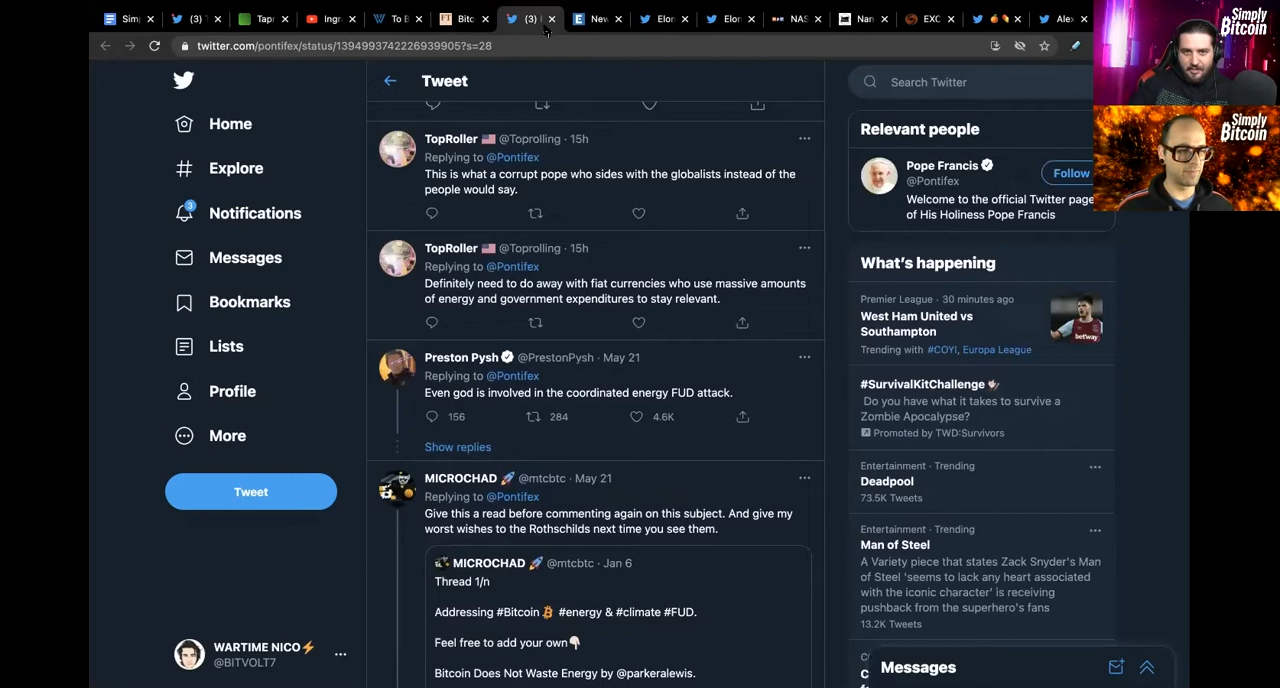 Simp
(3) T
Tapr
Ingra
To B
Bitc
(3)
New
Elon
Elon
NAS
Nan
EXC
Alex
Simply
Bitcoin
twitter.com/pontifex/status/1394993742226939905?s=28
Home
Explore
3
Notifications
Messages
Bookmarks
Lists
Profile
More
Tweet
WARTIME NICO⚡
@BITVOLT7
Tweet
TopRoller 🇺🇸 @Toprolling · 15h
Replying to @Pontifex
This is what a corrupt pope who sides with the globalists instead of the
people would say.
TopRoller 🇺🇸 @Toprolling · 15h
Replying to @Pontifex
Definitely need to do away with fiat currencies who use massive amounts
of energy and government expenditures to stay relevant.
Preston Pysh @PrestonPysh · May 21
Replying to @Pontifex
Even god is involved in the coordinated energy FUD attack.
156 284 4.6K
Show replies
MICROCHAD 🚀 @mtcbtc · May 21
Replying to @Pontifex
Give this a read before commenting again on this subject. And give my
worst wishes to the Rothschilds next time you see them.
MICROCHAD 🚀 @mtcbtc · Jan 6
Thread 1/n
Addressing #Bitcoin #energy & #climate #FUD.
Feel free to add your own👇🏻
Bitcoin Does Not Waste Energy by @parkeralewis.
Search Twitter
Relevant people
Pope Francis
@Pontifex
Follow
Welcome to the official Twitter page
of His Holiness Pope Francis
What's happening
Premier League · 30 minutes ago
West Ham United vs
Southampton
Trending with #COYI, Europa League
betway
#SurvivalKitChallenge
Do you have what it takes to survive a
Zombie Apocalypse?
Promoted by TWD:Survivors
Entertainment · Trending
Deadpool
73.5K Tweets
Entertainment · Trending
Man of Steel
A Variety piece that states Zack Snyder's Man
of Steel 'seems to lack any heart associated
with the iconic character' is receiving
pushback from the superhero's fans
13.2K Tweets
Messages
Simply
Bitcoin